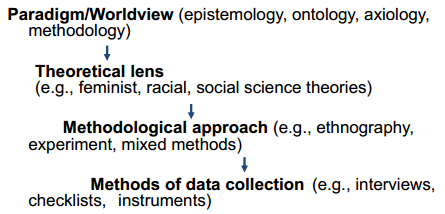 Paradigm/Worldview (epistemology, ontology, axiology,
methodology)
Theoretical lens
(e.g., feminist, racial, social science theories)
Methodological approach (e.g., ethnography,
experiment, mixed methods)
Methods of data collection (e.g., interviews,
checklists, instruments)